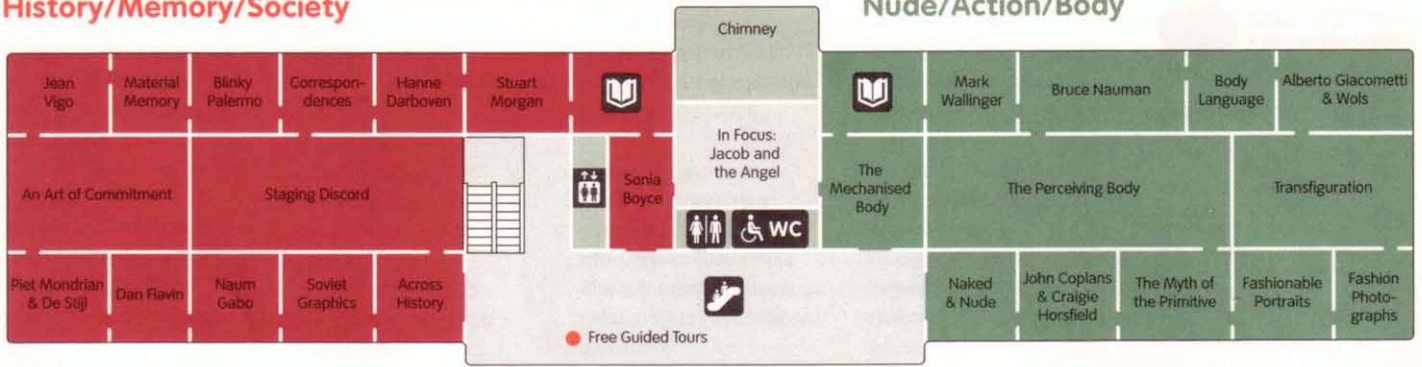 History/Memory/Society
Nude/Action/Body
Chimney
Jean
Vigo
Material
Memory
Blinky
Palermo
Correspon-
dences
Hanne
Darboven
Stuart
Morgan
Mark
Wallinger
Bruce Nauman
Body
Language
Alberto Giacometti
& Wols
An Art of Commitment
Staging Discord
Sonia
Boyce
In Focus:
Jacob and
the Angel
The
Mechanised
Body
The Perceiving Body
Transfiguration
WC
Piet Mondrian
& De Stijl
Dan Flavin
Naum
Gabo
Soviet
Graphics
Across
History
Naked
& Nude
John Coplans
& Craigie
Horsfield
The Myth of
the Primitive
Fashionable
Portraits
Fashion
Photo-
graphs
Free Guided Tours